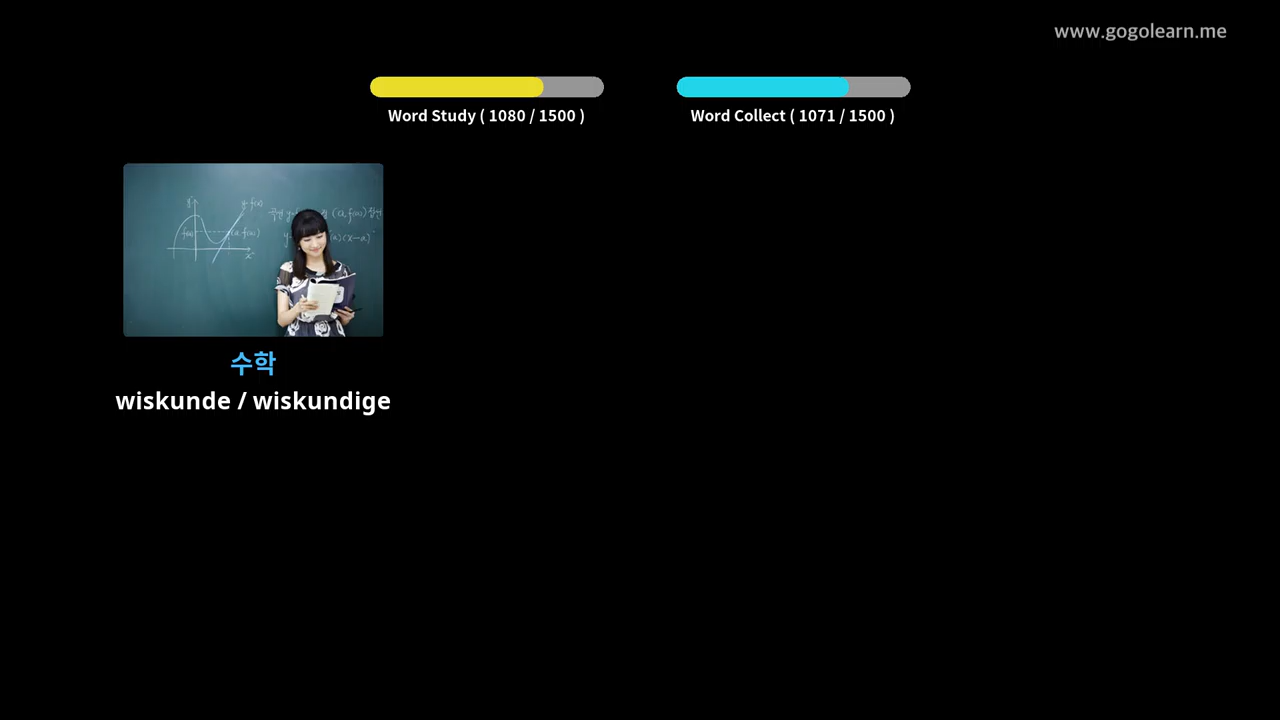 www.gogolearn.me
Word Study ( 1080 / 1500 )
Word Collect ( 1071 / 1500 )
y=f(x)
수학
wiskunde / wiskundige